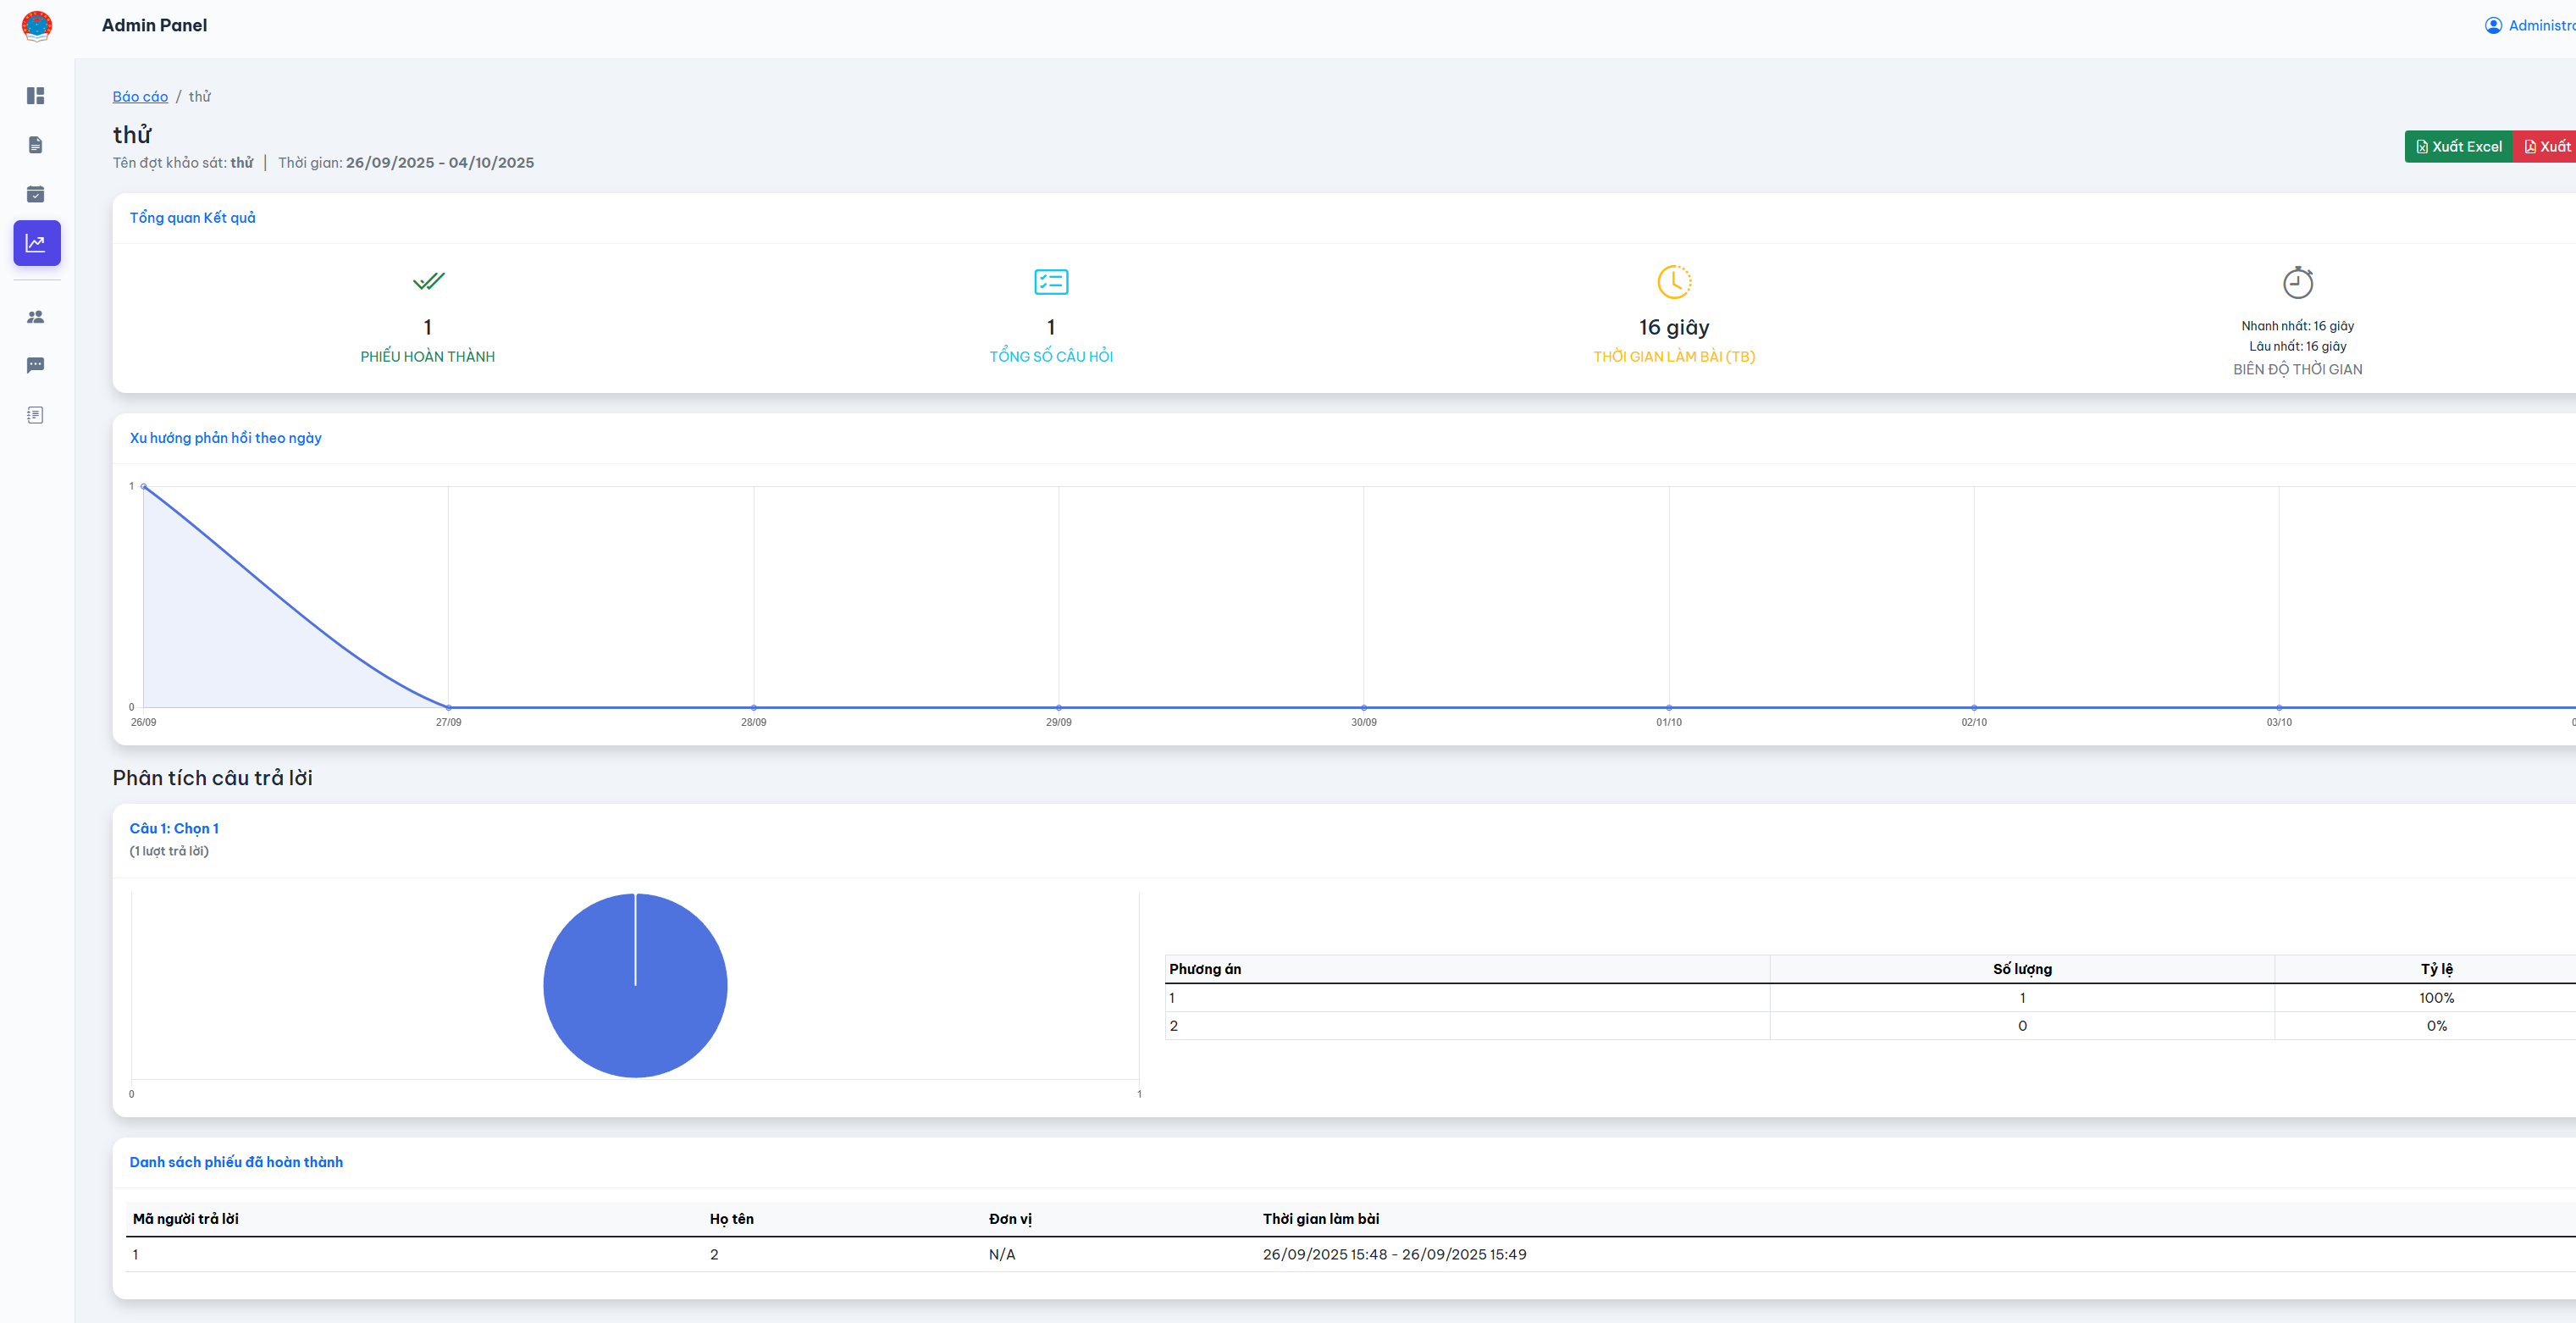 Admin Panel
Báo cáo / thử
thử
Tên đợt khảo sát: thử | Thời gian: 26/09/2025 - 04/10/2025
Xuất Excel
Xuất
Tổng quan Kết quả
1
PHIẾU HOÀN THÀNH
1
TỔNG SỐ CÂU HỎI
16 giây
THỜI GIAN LÀM BÀI (TB)
Nhanh nhất: 16 giây
Lâu nhất: 16 giây
BIÊN ĐỘ THỜI GIAN
Xu hướng phản hồi theo ngày
1
0
26/09 27/09 28/09 29/09 30/09 01/10 02/10 03/10
Phân tích câu trả lời
Câu 1: Chọn 1
(1 lượt trả lời)
0 1
Phương án Số lượng Tỷ lệ
1 1 100%
2 0 0%
Danh sách phiếu đã hoàn thành
Mã người trả lời Họ tên Đơn vị Thời gian làm bài
1 2 N/A 26/09/2025 15:48 - 26/09/2025 15:49